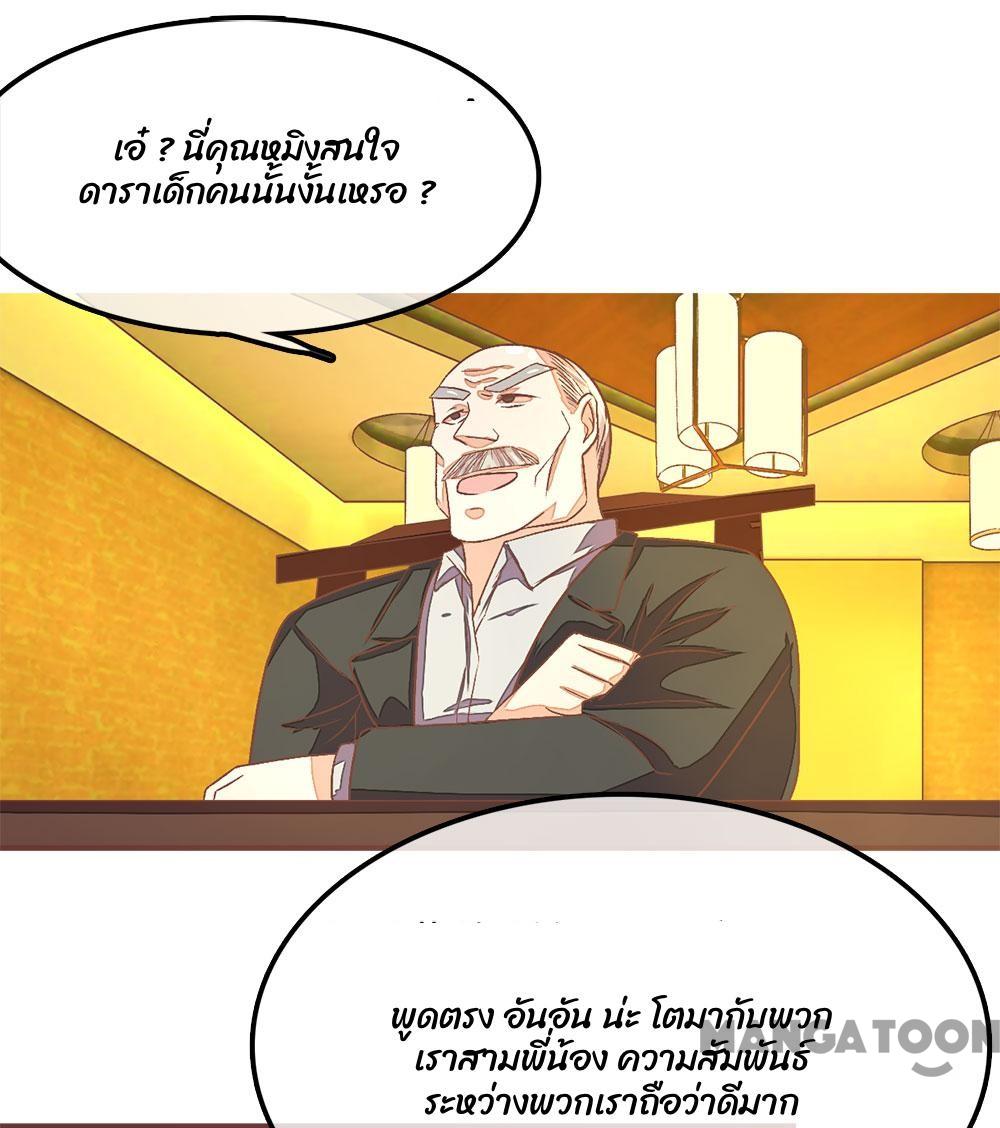 เอ๋ ? นี่คุณหมิงสนใจ
ดาราเด็กคนนั้นงั้นเหรอ ?
พูดตรง อันอัน น่ะ โตมากับพวก
เราสามพี่น้อง ความสัมพันธ์
ระหว่างพวกเราถือว่าดีมาก
MANGATOON